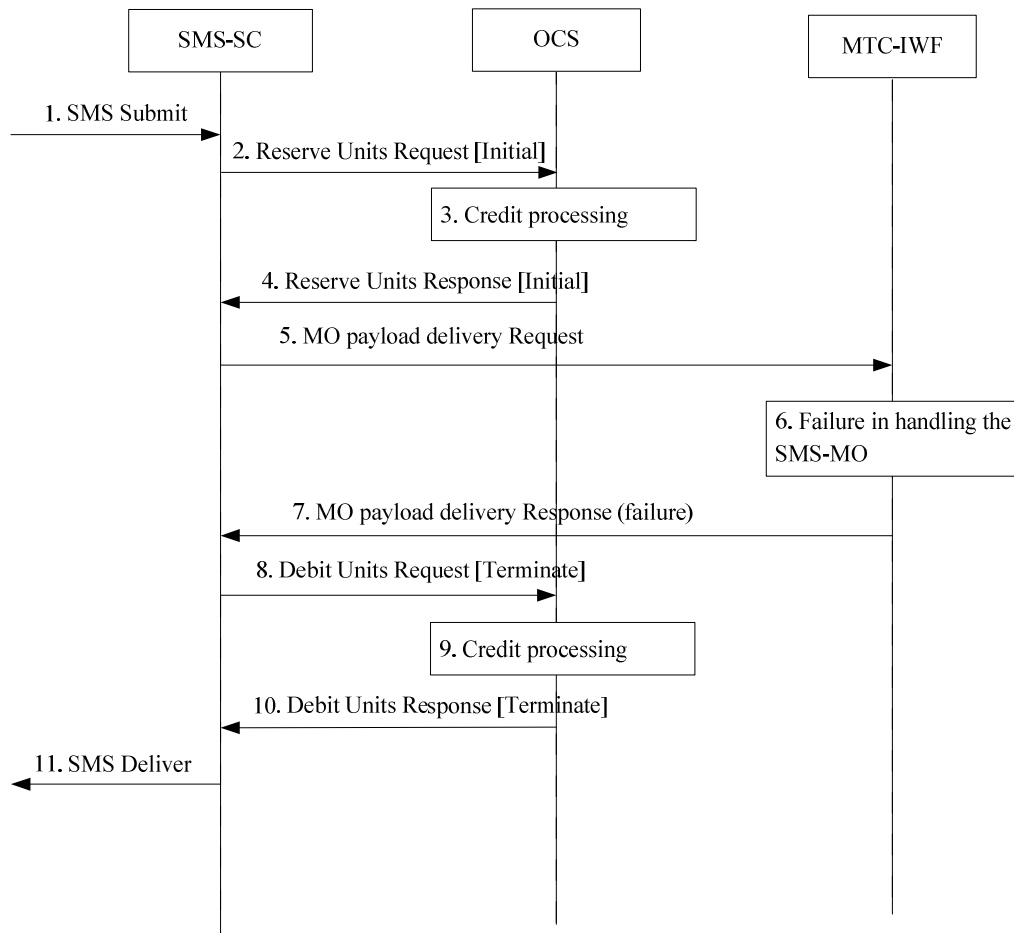 SMS-SC
OCS
MTC-IWF
1. SMS Submit
2. Reserve Units Request [Initial]
3. Credit processing
4. Reserve Units Response [Initial]
5. MO payload delivery Request
6. Failure in handling the
SMS-MO
7. MO payload delivery Response (failure)
8. Debit Units Request [Terminate]
9. Credit processing
10. Debit Units Response [Terminate]
11. SMS Deliver